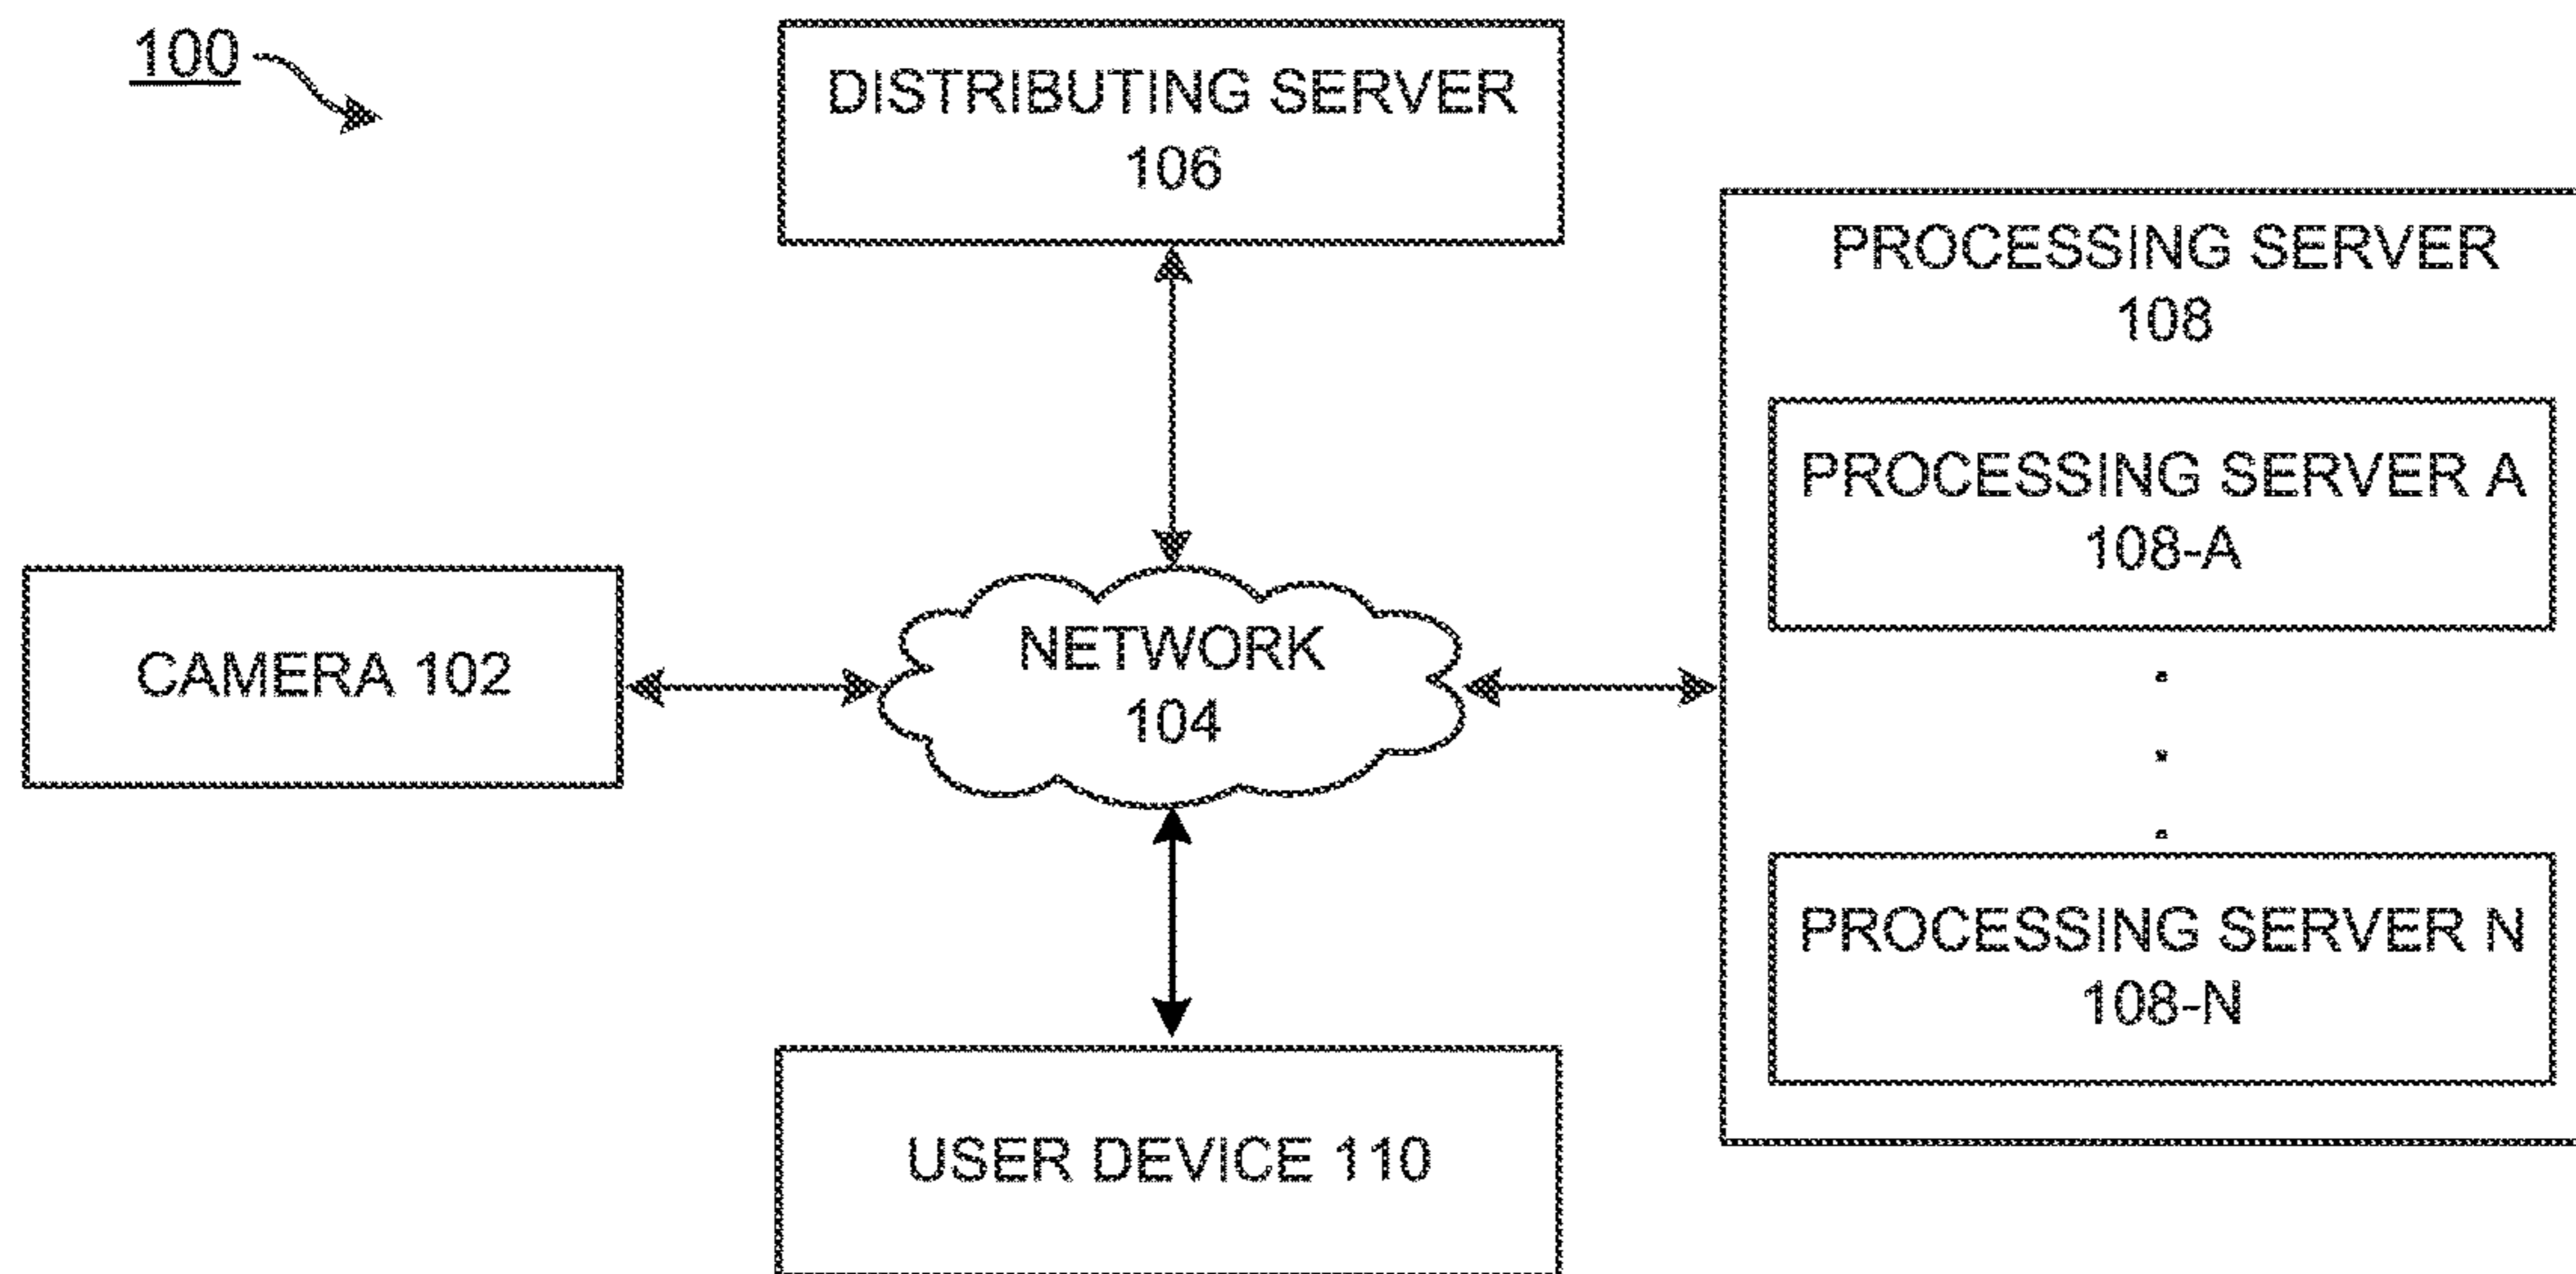 100
DISTRIBUTING SERVER
106
PROCESSING SERVER
108
PROCESSING SERVER A
108-A
CAMERA 102
NETWORK
104
PROCESSING SERVER N
108-N
USER DEVICE 110